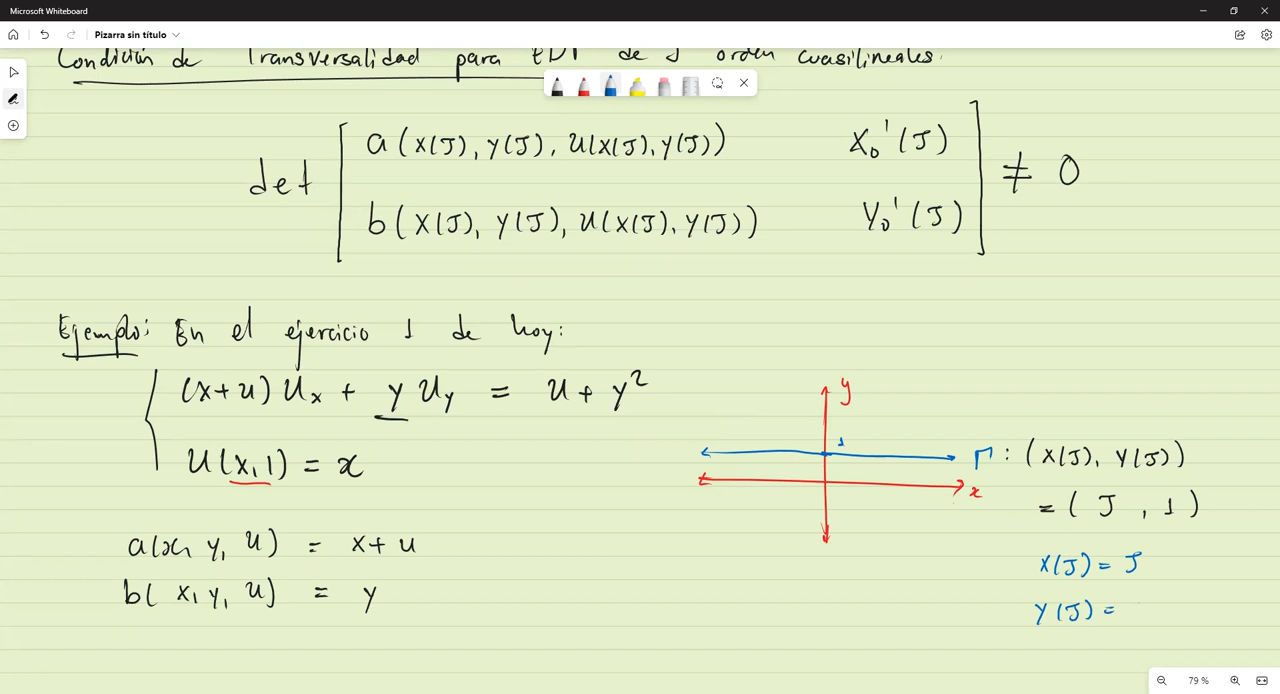 Microsoft Whiteboard
Pizarra sin título
Condición de Transversalidad para EDP de 1 orden cuasilineales.
det [ a(X(J), Y(J), U(X(J), Y(J))   X₀'(J) ] ≠ 0
b(X(J), Y(J), U(X(J), Y(J))   Y₀'(J)
Ejemplo: En el ejercicio 1 de hoy:
(x+u) Ux + y Uy = u + y²
U(x,1) = x
y
1
Γ : (X(J), Y(J))
x
= ( J , 1 )
a(x, y, u) = x+u
X(J) = J
b(x, y, u) = y
Y(J) =
79 %